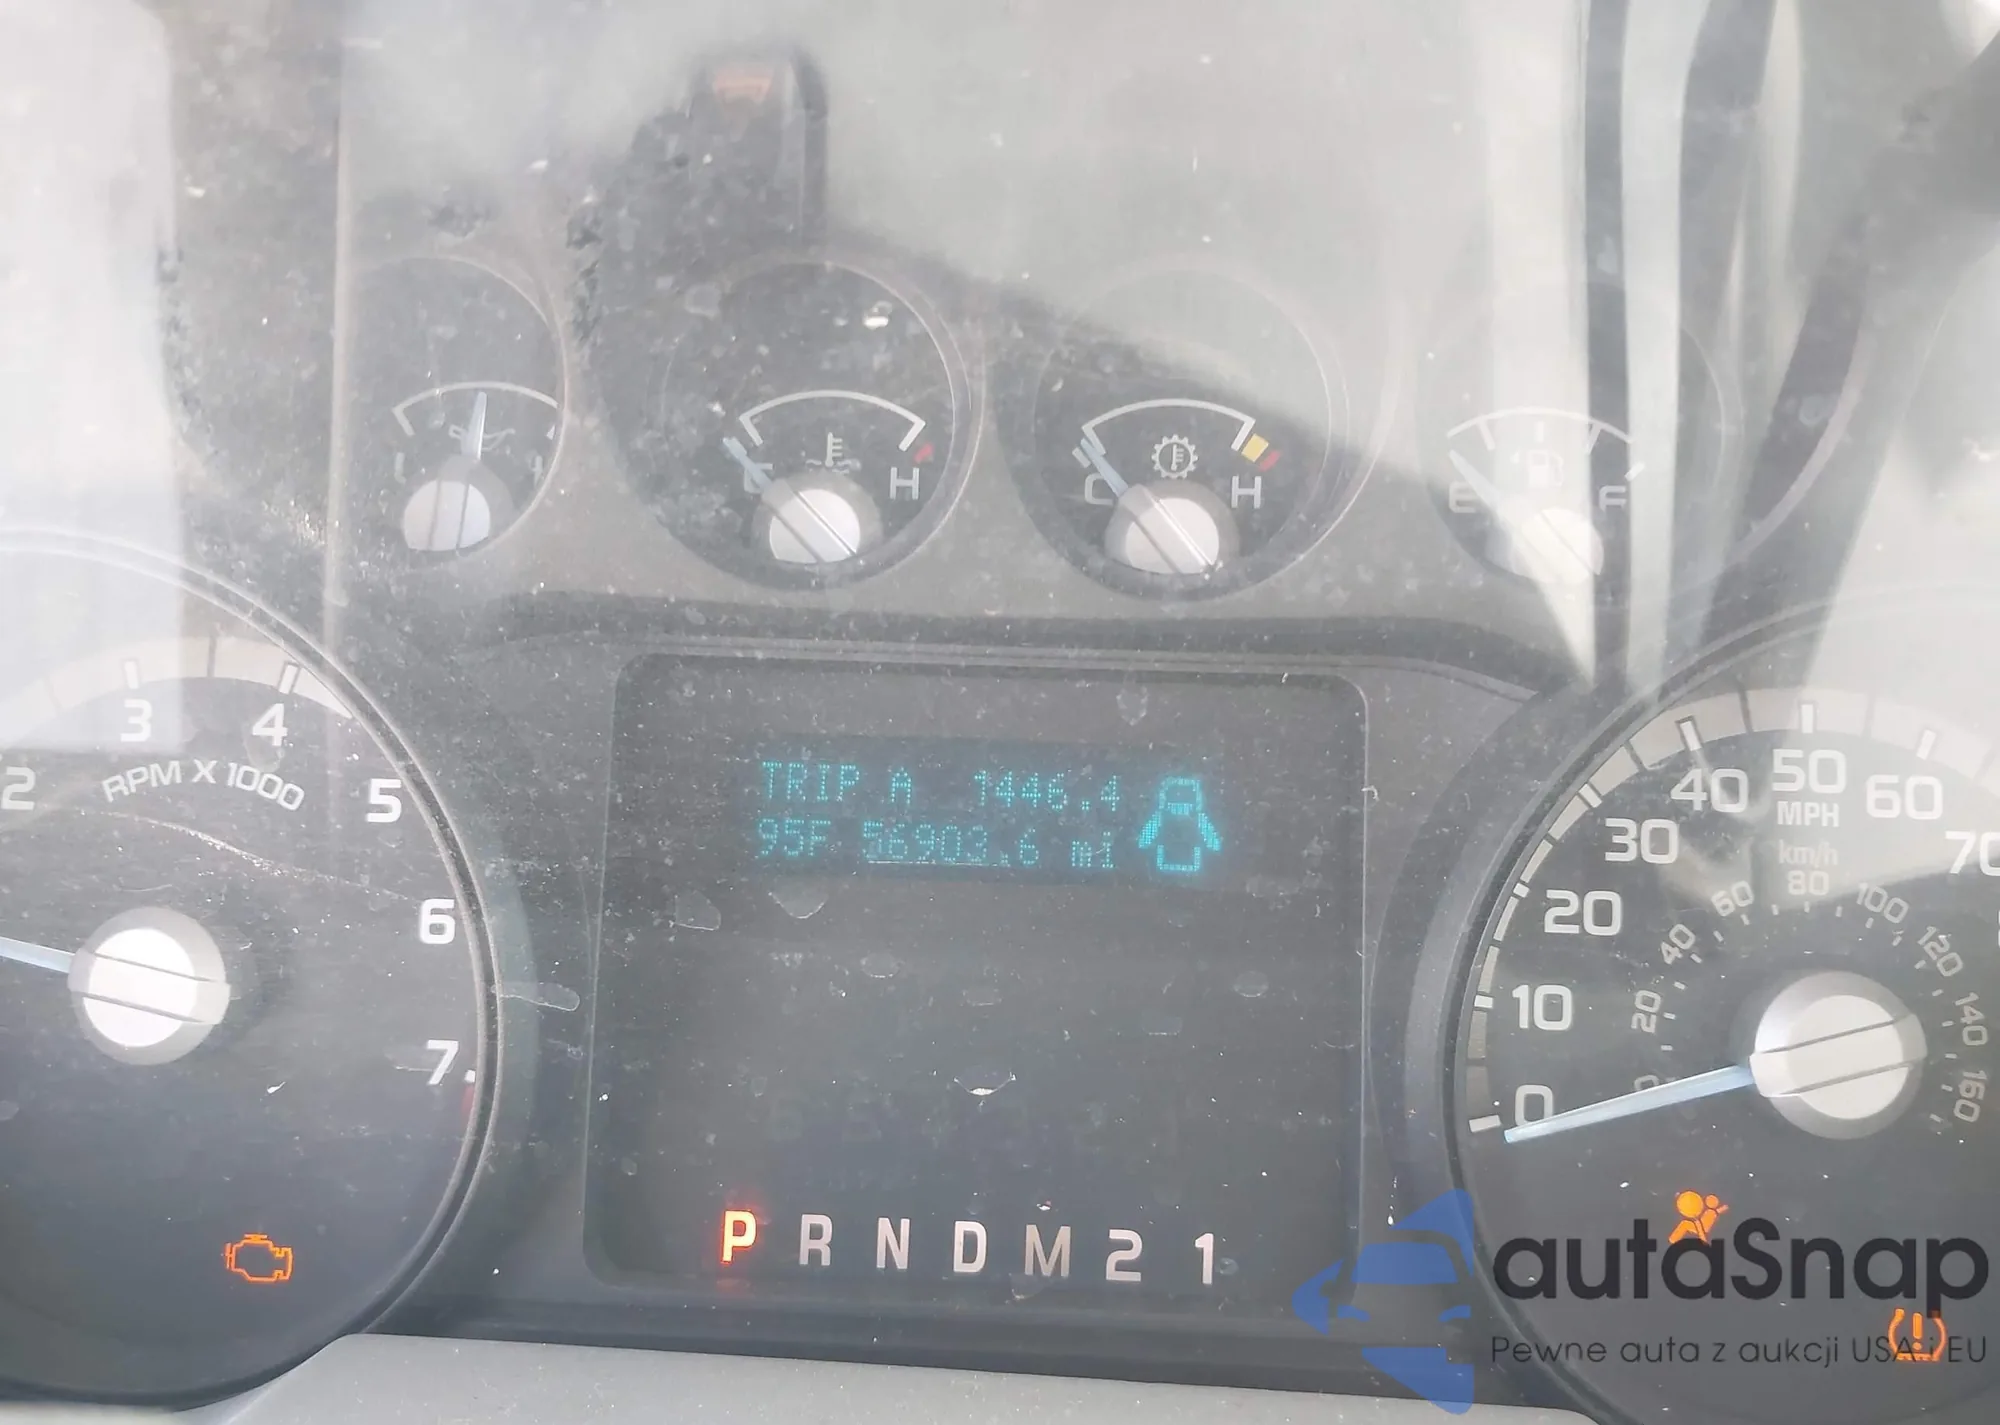 C H
C H
E F
2 3 4 5 6 7
RPM X 1000
TRIP A 1446.4
95F 56903.6 mi
P R N D M 2 1
0 10 20 30 40 50 60 70
MPH
km/h
0 20 40 60 80 100 120 140 160
autaSnap
Pewne auta z aukcji USA i EU